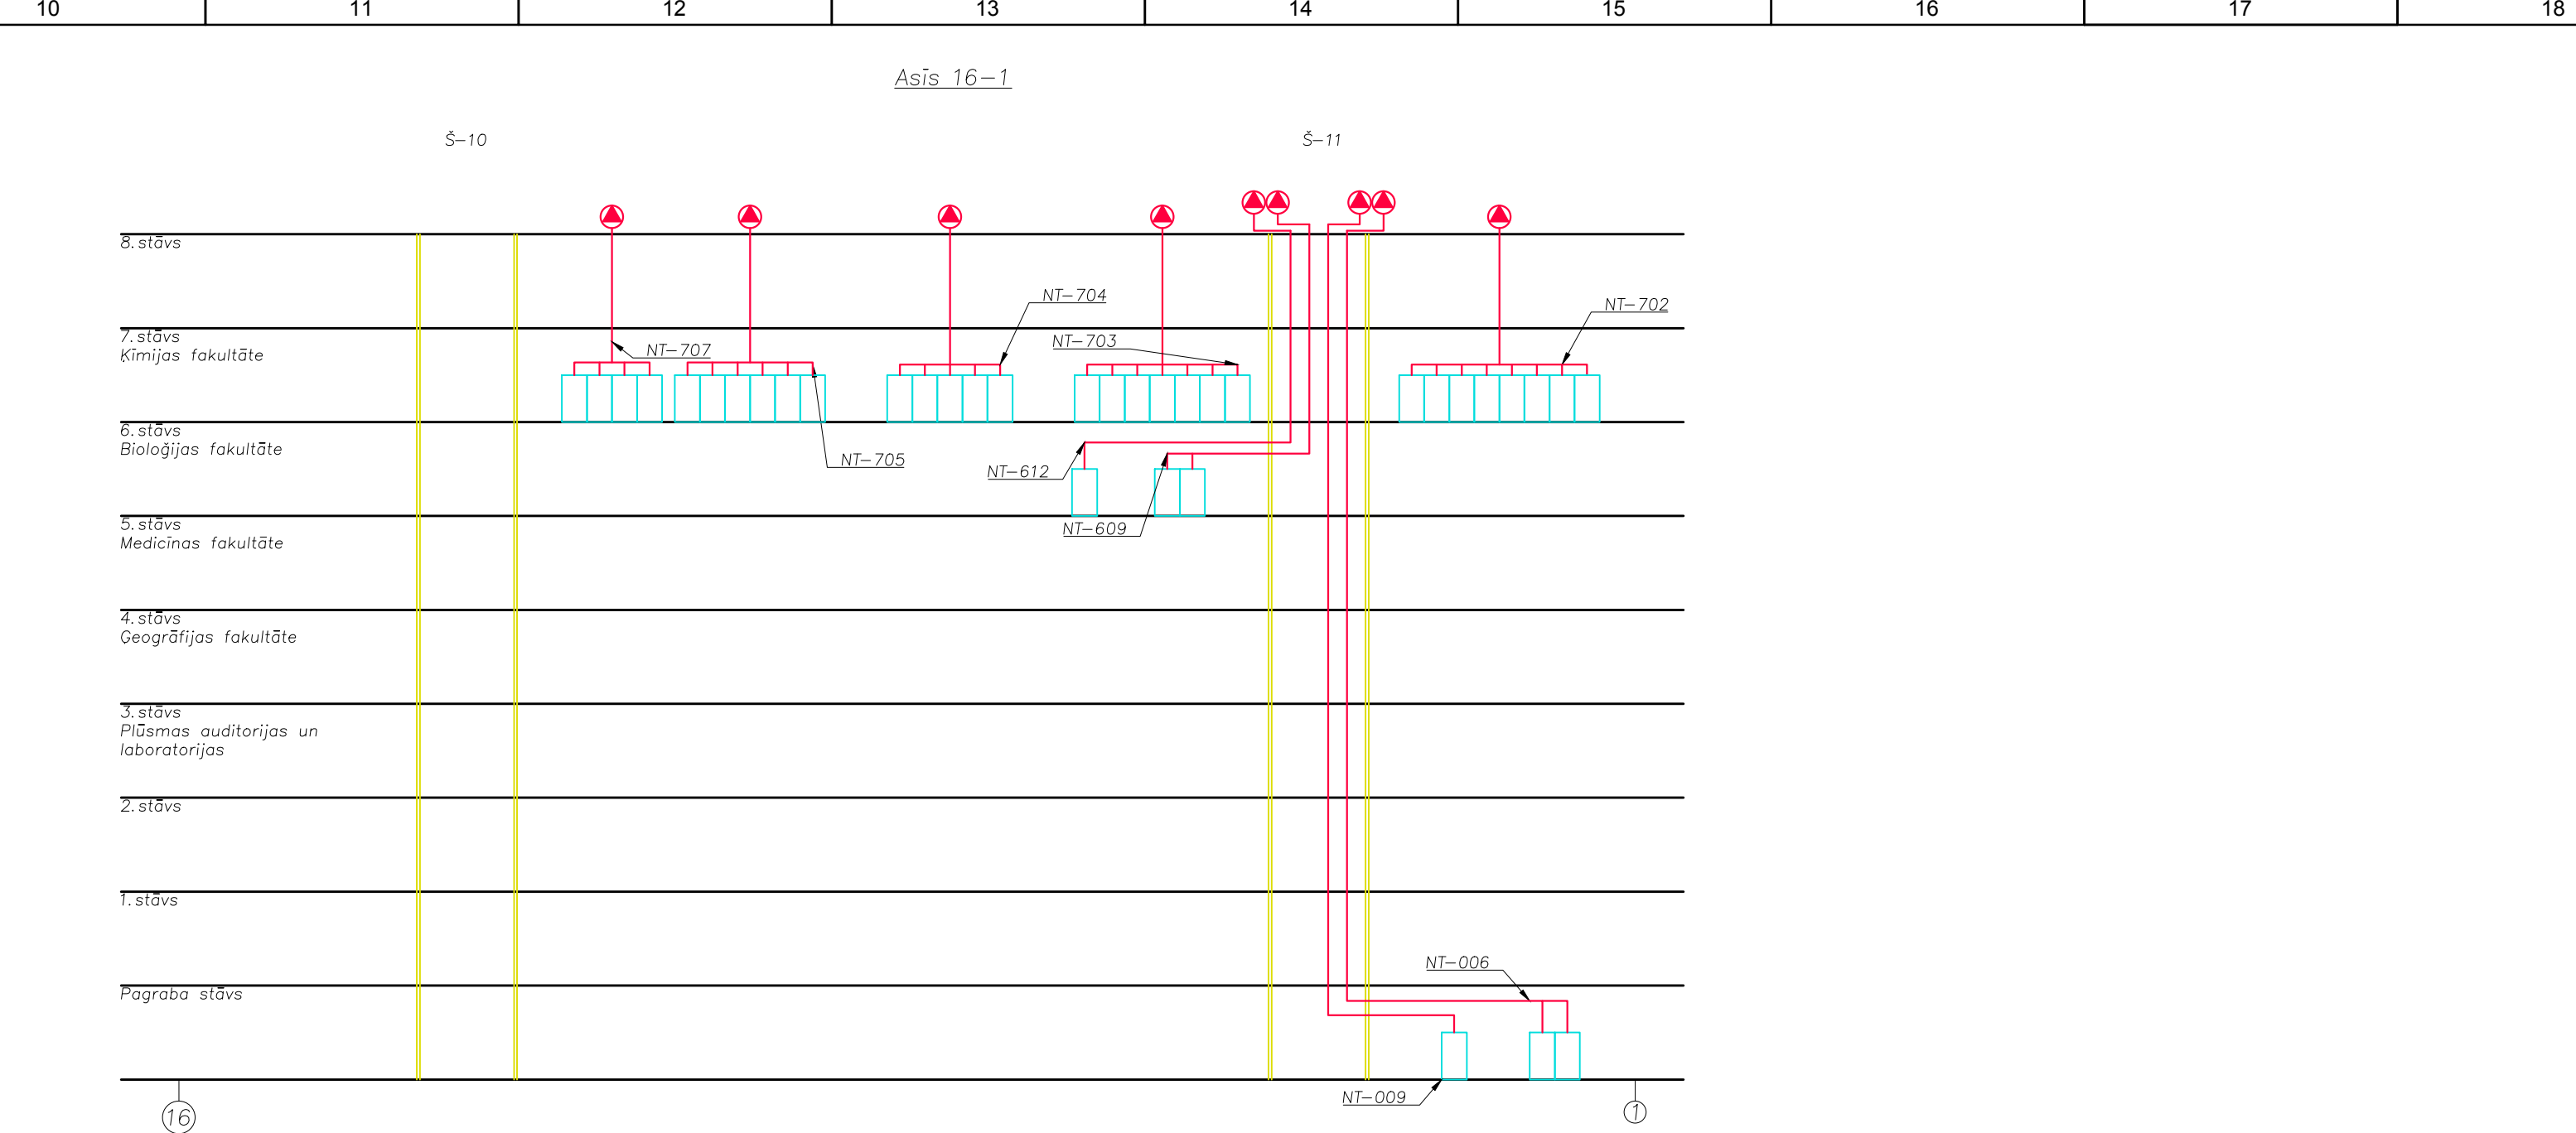 10 11 12 13 14 15 16 17 18
Asīs 16-1
Š-10 Š-11
8.stāvs
NT-704 NT-702
7.stāvs
Ķīmijas fakultāte
NT-707 NT-703
6.stāvs
Bioloğijas fakultāte
NT-705 NT-612
5.stāvs
Medicīnas fakultāte
NT-609
4.stāvs
Ģeogrāfijas fakultāte
3.stāvs
Plūsmas auditorijas un
laboratorijas
2.stāvs
1.stāvs
NT-006
Pagraba stāvs
NT-009
16 1